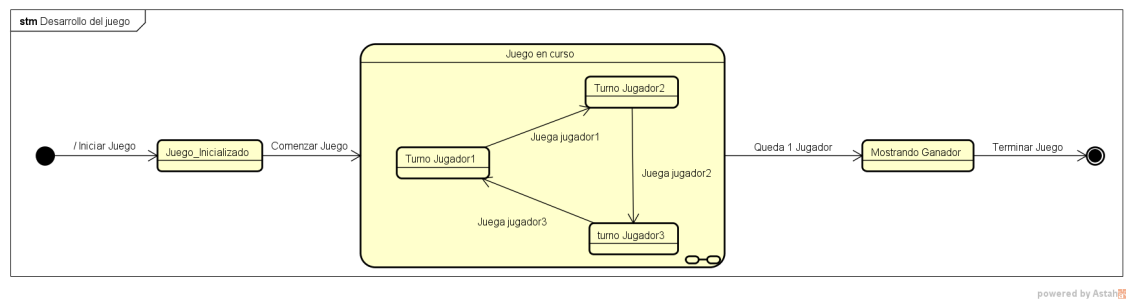 stm Desarrollo del juego
Juego en curso
Turno Jugador2
/ Iniciar Juego
Juego_Inicializado
Comenzar Juego
Turno Jugador1
Juega jugador1
Juega jugador2
Juega jugador3
turno Jugador3
Queda 1 Jugador
Mostrando Ganador
Terminar Juego
powered by Astah